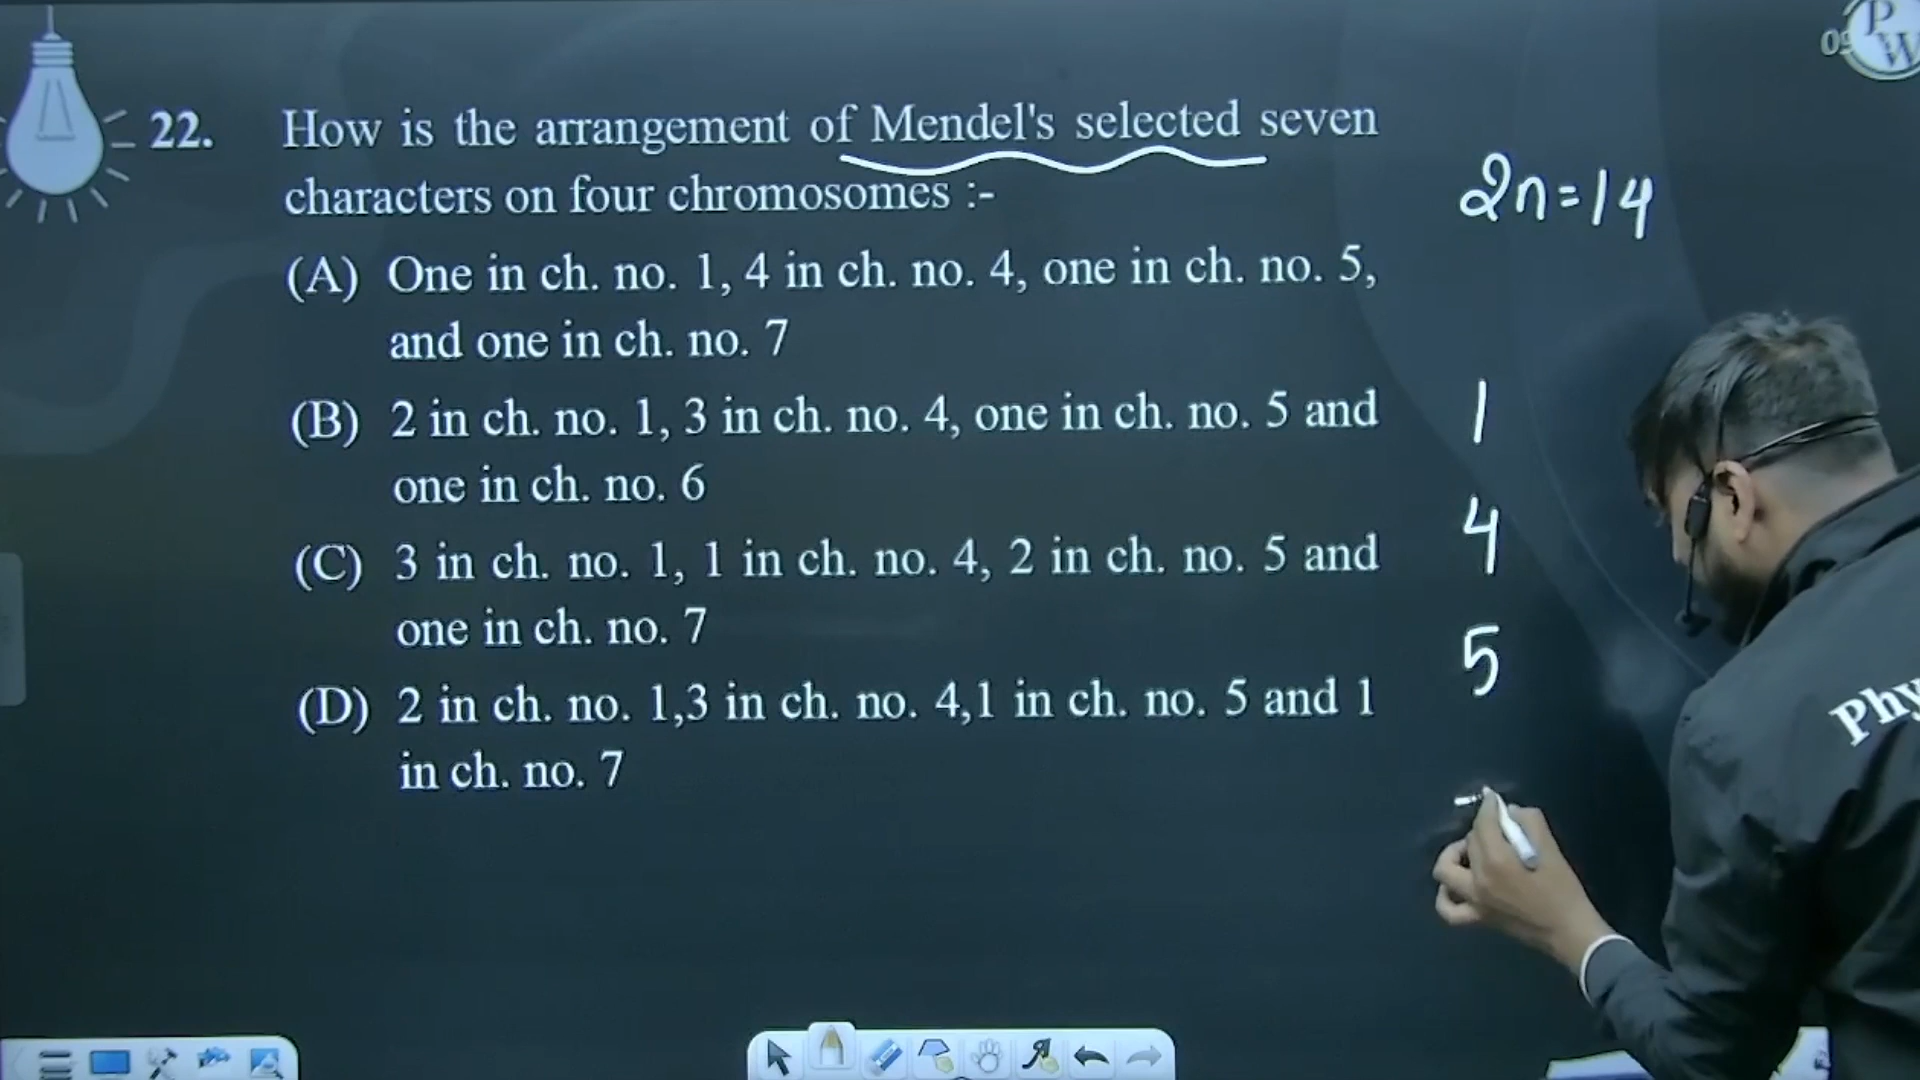 P
W
22. How is the arrangement of Mendel's selected seven
characters on four chromosomes :-
2n=14
(A) One in ch. no. 1, 4 in ch. no. 4, one in ch. no. 5,
and one in ch. no. 7
(B) 2 in ch. no. 1, 3 in ch. no. 4, one in ch. no. 5 and
one in ch. no. 6
1
(C) 3 in ch. no. 1, 1 in ch. no. 4, 2 in ch. no. 5 and
one in ch. no. 7
4
(D) 2 in ch. no. 1,3 in ch. no. 4,1 in ch. no. 5 and 1
in ch. no. 7
5
Phy